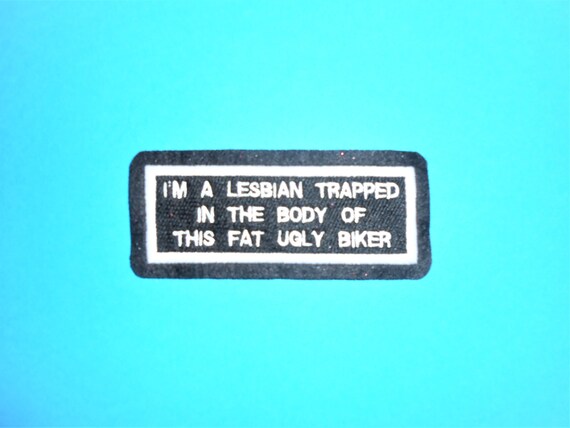 I'M A LESBIAN TRAPPED
IN THE BODY OF
THIS FAT UGLY BIKER